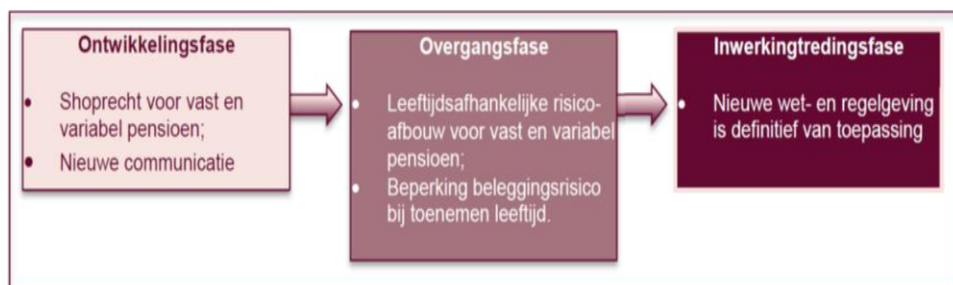 Ontwikkelingsfase
• Shoprecht voor vast en
variabel pensioen;
• Nieuwe communicatie
Overgangsfase
• Leeftijdsafhankelijke risico-
afbouw voor vast en variabel
pensioen;
• Beperking beleggingsrisico
bij toenemen leeftijd.
Inwerkingtredingsfase
• Nieuwe wet- en regelgeving
is definitief van toepassing